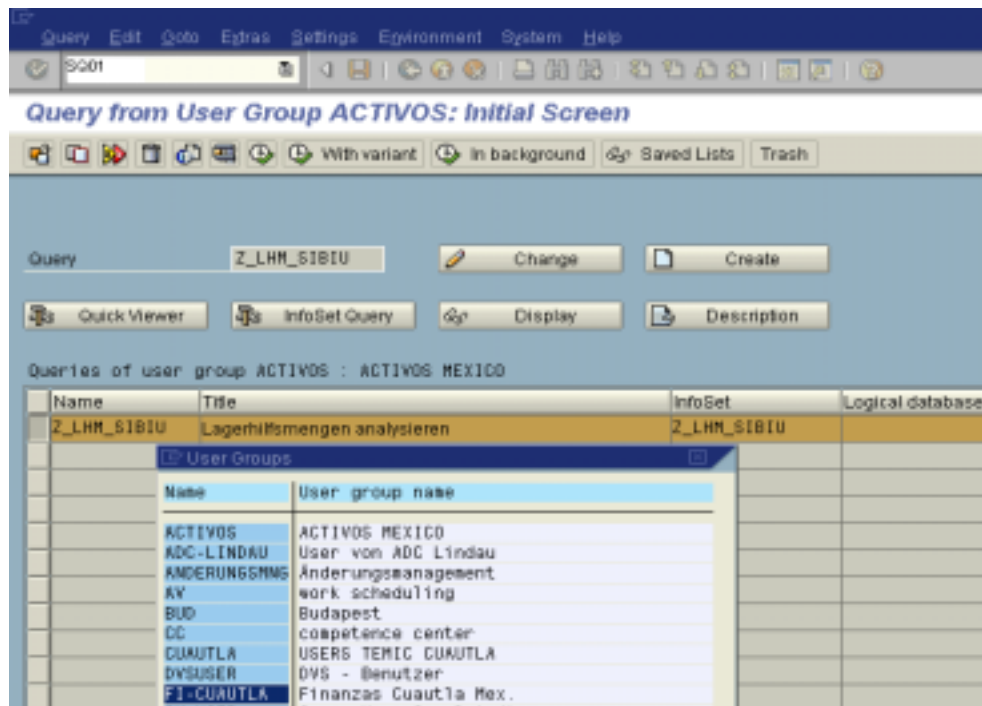 Query Edit Goto Extras Settings Environment System Help
SQ01
Query from User Group ACTIVOS: Initial Screen
With variant In background Saved Lists Trash
Query Z_LHM_SIBIU Change Create
Quick Viewer InfoSet Query Display Description
Queries of user group ACTIVOS : ACTIVOS MEXICO
Name Title InfoSet Logical database
Z_LHM_SIBIU Lagerhilfsmengen analysieren Z_LHM_SIBIU
User Groups
Name User group name
ACTIVOS ACTIVOS MEXICO
ADC-LINDAU User von ADC Lindau
ANDERUNGSMNG Änderungsmanagement
AV work scheduling
BUD Budapest
CC competence center
CUAUTLA USERS TEMIC CUAUTLA
DVSUSER DVS - Benutzer
FI-CUAUTLA Finanzas Cuautla Mex.